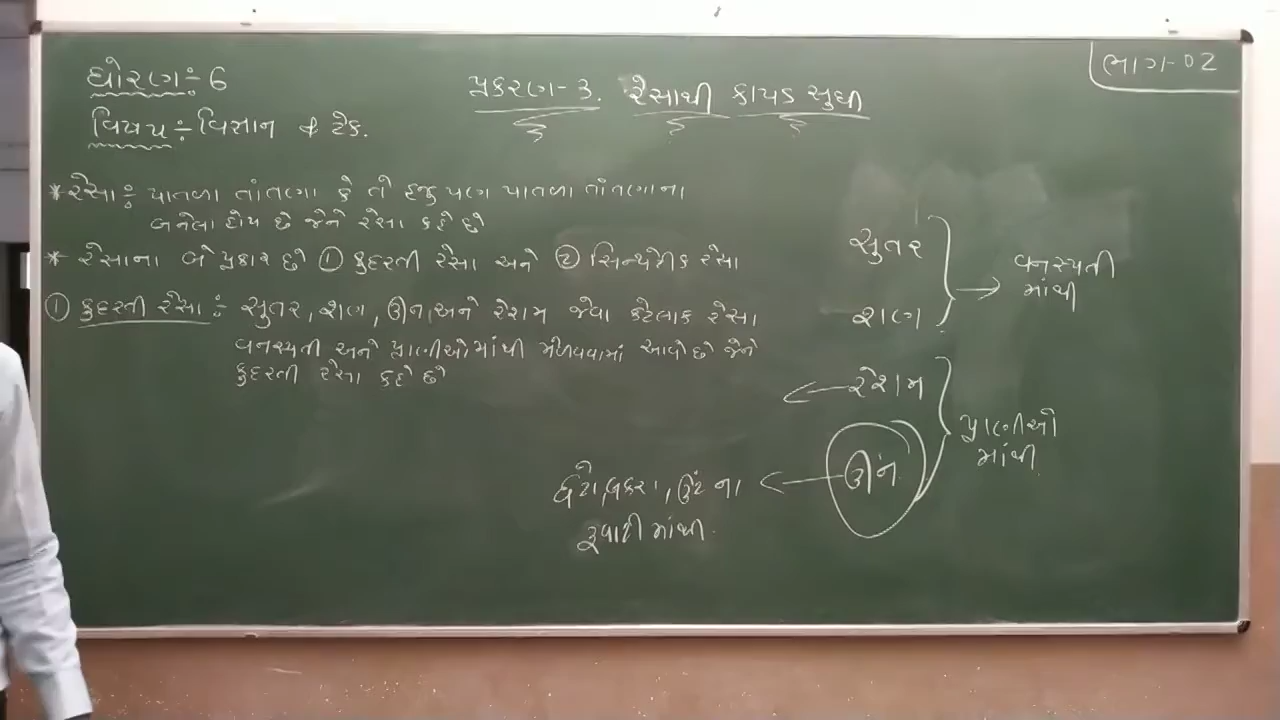 ધોરણ : 6
વિષય : વિજ્ઞાન & ટેક.
પ્રકરણ - 3. રેસાથી કાપડ સુધી
ભાગ-02
* રેસા : પાતળા તાંતણા કે તો હજુ પણ પાતળા તાંતણાના
બનેલા હોય છે જેને રેસા કહે છે
* રેસાના બે પ્રકાર છે ① કુદરતી રેસા અને ② સિન્થેટીક રેસા
① કુદરતી રેસા : સુતર, શણ, ઊન, અને રેશમ જેવા કેટલાક રેસા
વનસ્પતી અને પ્રાણીઓમાંથી મેળવવામાં આવે છે જેને
કુદરતી રેસા કહે છે
સુતર
શણ
વનસ્પતી
માંથી
રેશમ
ઊન
પ્રાણીઓ
માંથી
ઘેટાં, બકરા, ઊંટ ના
રૂવાટી માંથી.